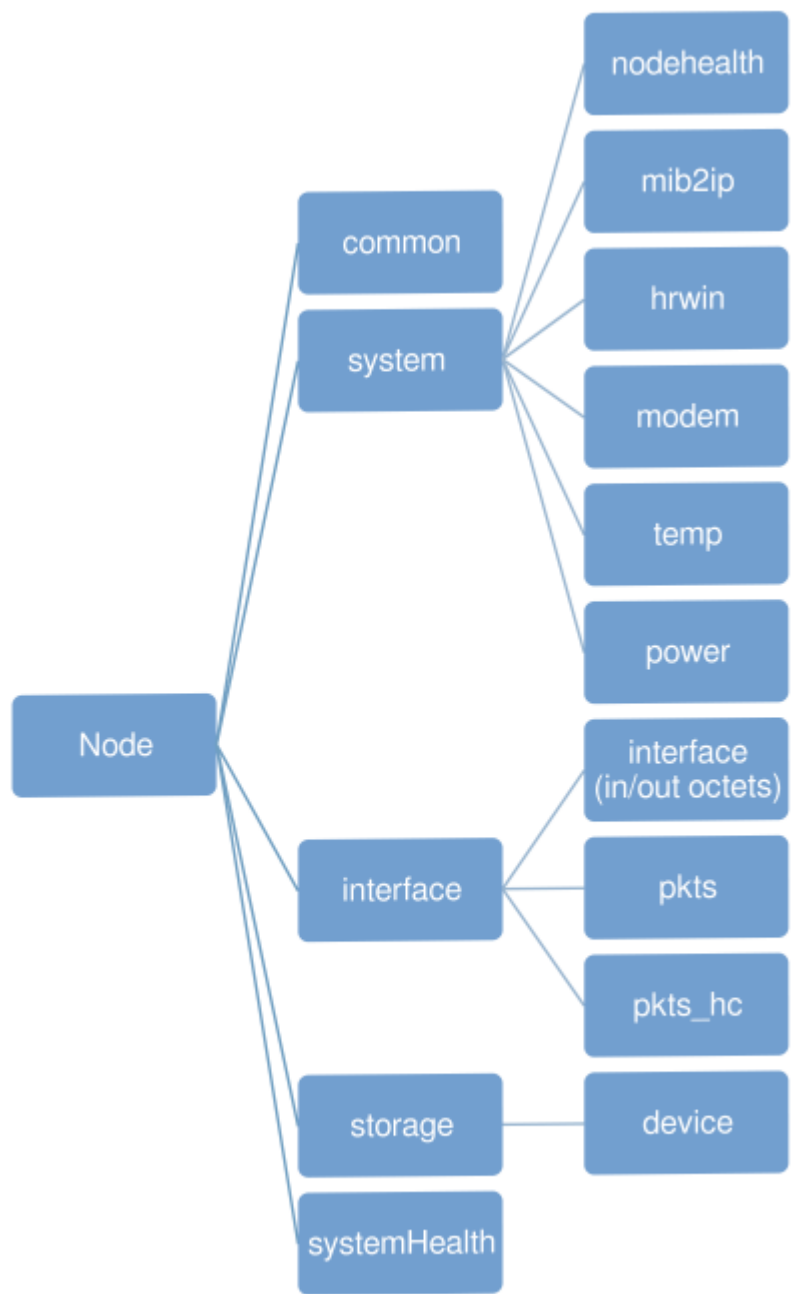 nodehealth
mib2ip
common
hrwin
system
modem
temp
power
Node
interface
(in/out octets)
interface
pkts
pkts_hc
storage
device
systemHealth